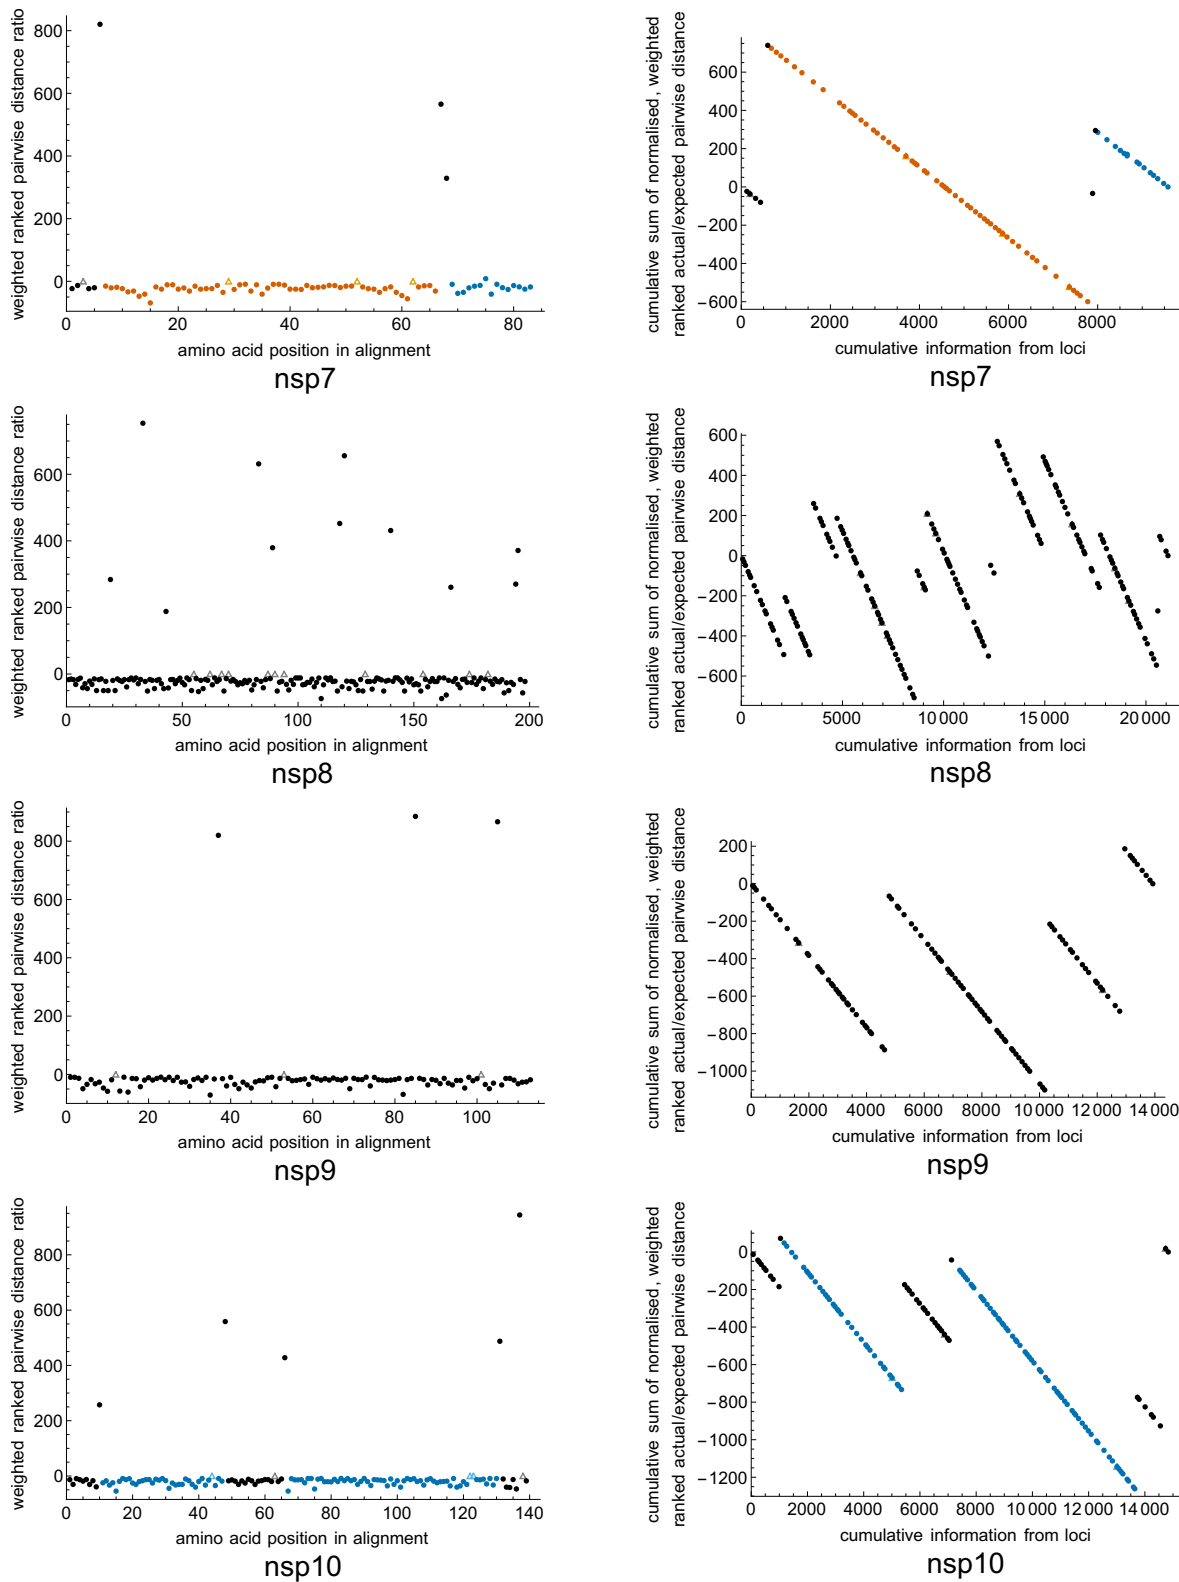 weighted ranked pairwise distance ratio
800
600
400
200
0
0 20 40 60 80
amino acid position in alignment
nsp7
cumulative sum of normalised, weighted
ranked actual/expected pairwise distance
600
400
200
0
−200
−400
−600
0 2000 4000 6000 8000
cumulative information from loci
nsp7
weighted ranked pairwise distance ratio
600
400
200
0
0 50 100 150 200
amino acid position in alignment
nsp8
cumulative sum of normalised, weighted
ranked actual/expected pairwise distance
600
400
200
0
−200
−400
−600
0 5000 10 000 15 000 20 000
cumulative information from loci
nsp8
weighted ranked pairwise distance ratio
800
600
400
200
0
0 20 40 60 80 100
amino acid position in alignment
nsp9
cumulative sum of normalised, weighted
ranked actual/expected pairwise distance
200
0
−200
−400
−600
−800
−1000
0 2000 4000 6000 8000 10 000 12 000 14 000
cumulative information from loci
nsp9
weighted ranked pairwise distance ratio
800
600
400
200
0
0 20 40 60 80 100 120 140
amino acid position in alignment
nsp10
cumulative sum of normalised, weighted
ranked actual/expected pairwise distance
0
−200
−400
−600
−800
−1000
−1200
0 2000 4000 6000 8000 10 000 12 000 14 000
cumulative information from loci
nsp10